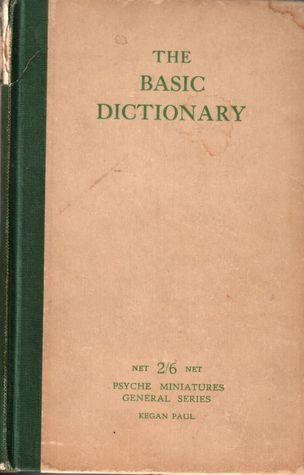 THE
BASIC
DICTIONARY
NET 2/6 NET
PSYCHE MINIATURES
GENERAL SERIES
KEGAN PAUL